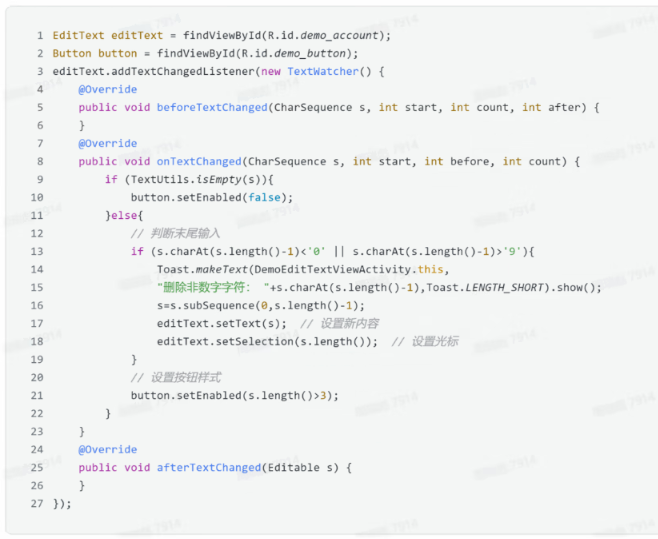 1 EditText editText = findViewById(R.id.demo_account);
2 Button button = findViewById(R.id.demo_button);
3 editText.addTextChangedListener(new TextWatcher() {
4     @Override
5     public void beforeTextChanged(CharSequence s, int start, int count, int after) {
6     }
7     @Override
8     public void onTextChanged(CharSequence s, int start, int before, int count) {
9         if (TextUtils.isEmpty(s)){
10             button.setEnabled(false);
11         }else{
12             // 判断末尾输入
13             if (s.charAt(s.length()-1)<'0' || s.charAt(s.length()-1)>'9'){
14                 Toast.makeText(DemoEditTextViewActivity.this,
15                 "删除非数字字符： "+s.charAt(s.length()-1),Toast.LENGTH_SHORT).show();
16                 s=s.subSequence(0,s.length()-1);
17                 editText.setText(s);  // 设置新内容
18                 editText.setSelection(s.length());  // 设置光标
19             }
20             // 设置按钮样式
21             button.setEnabled(s.length()>3);
22         }
23     }
24     @Override
25     public void afterTextChanged(Editable s) {
26     }
27 });